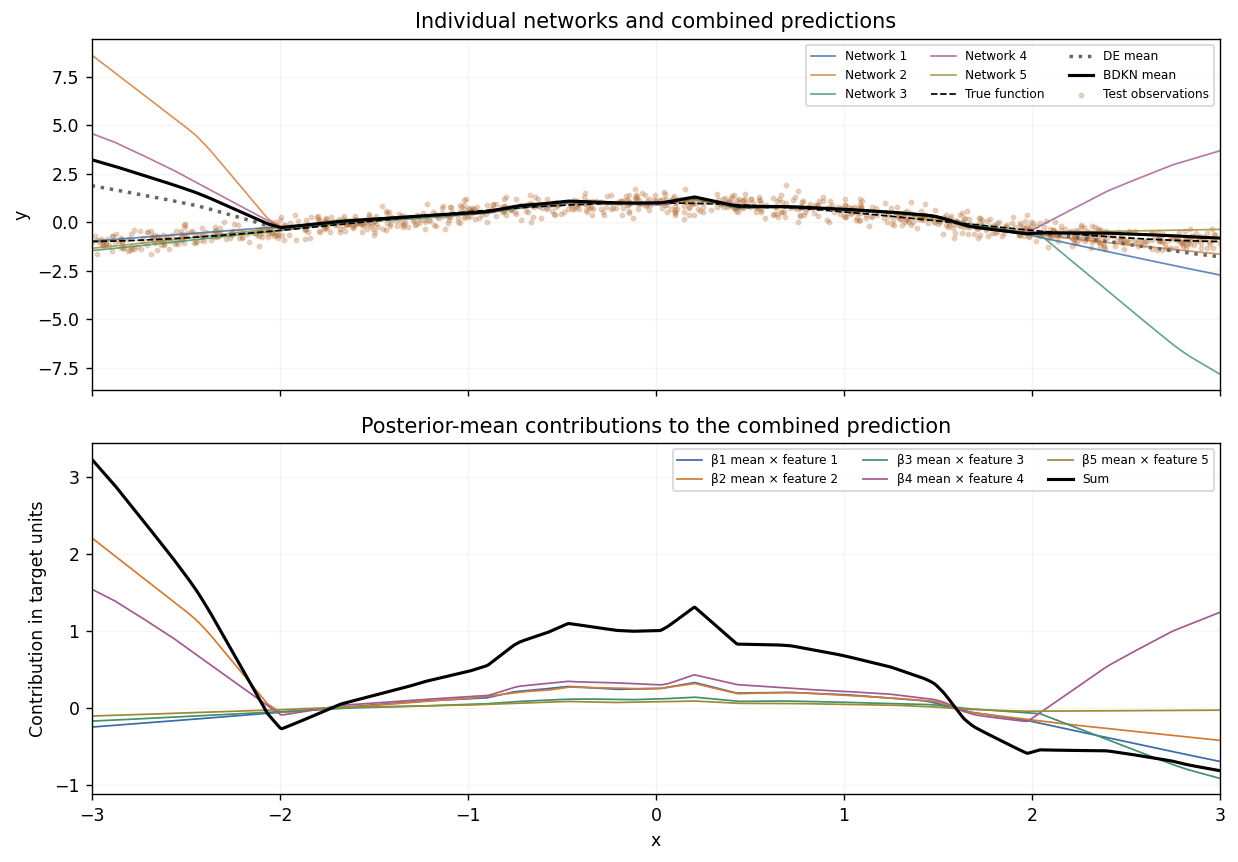 Individual networks and combined predictions
Network 1
Network 2
Network 3
Network 4
Network 5
True function
DE mean
BDKN mean
Test observations
y
7.5
5.0
2.5
0.0
−2.5
−5.0
−7.5
Posterior-mean contributions to the combined prediction
β1 mean × feature 1
β2 mean × feature 2
β3 mean × feature 3
β4 mean × feature 4
β5 mean × feature 5
Sum
Contribution in target units
3
2
1
0
−1
−3
−2
−1
0
1
2
3
x